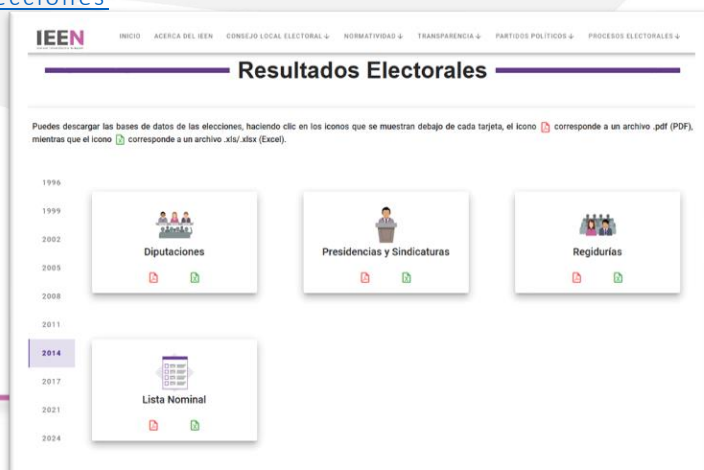 ecciones
IEEN
INICIO ACERCA DEL IEEN CONSEJO LOCAL ELECTORAL NORMATIVIDAD TRANSPARENCIA PARTIDOS POLÍTICOS PROCESOS ELECTORALES
Resultados Electorales
Puedes descargar las bases de datos de las elecciones, haciendo clic en los iconos que se muestran debajo de cada tarjeta, el icono corresponde a un archivo .pdf (PDF),
mientras que el icono corresponde a un archivo .xls/.xlsx (Excel).
1996
1999
2002
2005
2008
2011
2014
2017
2021
2024
Diputaciones
Presidencias y Sindicaturas
Regidurías
Lista Nominal